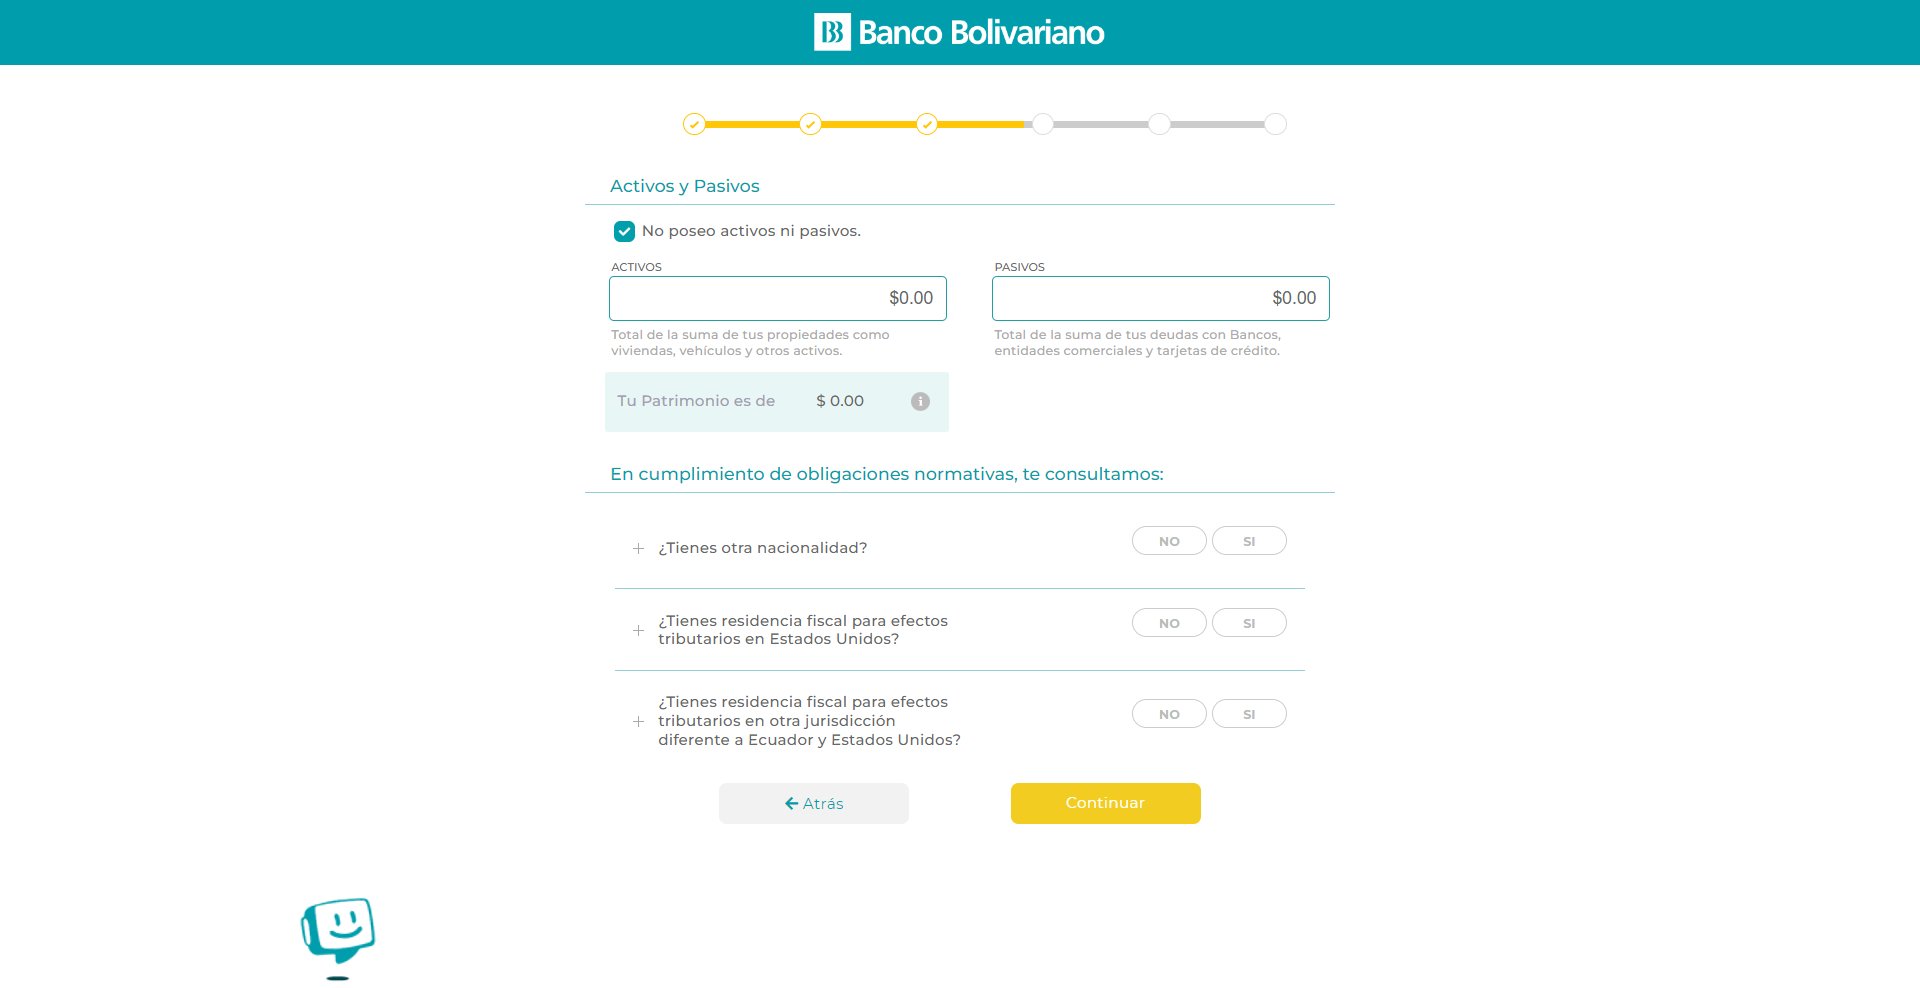 Banco Bolivariano
Activos y Pasivos
No poseo activos ni pasivos.
ACTIVOS
$0.00
Total de la suma de tus propiedades como
viviendas, vehículos y otros activos.
PASIVOS
$0.00
Total de la suma de tus deudas con Bancos,
entidades comerciales y tarjetas de crédito.
Tu Patrimonio es de $ 0.00
En cumplimiento de obligaciones normativas, te consultamos:
¿Tienes otra nacionalidad?
NO SI
¿Tienes residencia fiscal para efectos
tributarios en Estados Unidos?
NO SI
¿Tienes residencia fiscal para efectos
tributarios en otra jurisdicción
diferente a Ecuador y Estados Unidos?
NO SI
Atrás
Continuar